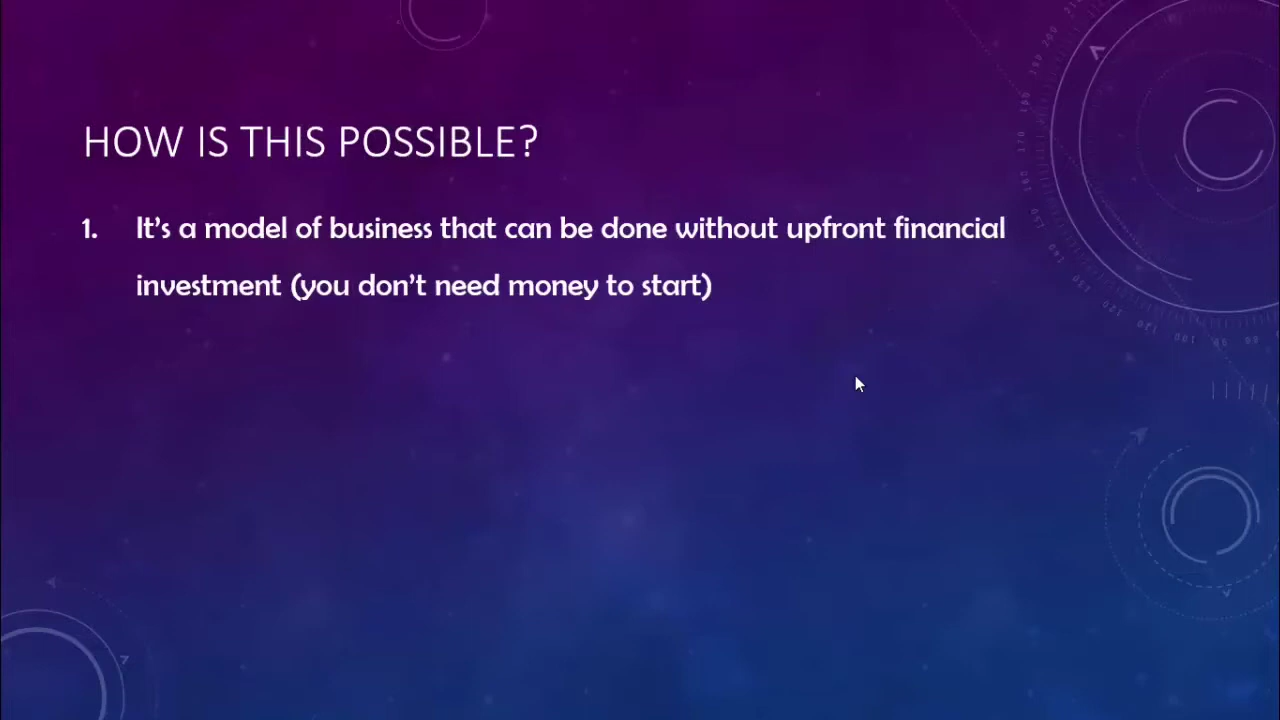 HOW IS THIS POSSIBLE?
1. It's a model of business that can be done without upfront financial
investment (you don't need money to start)